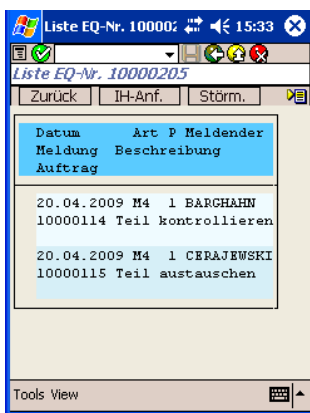 Liste EQ-Nr. 10000: 15:33
Liste EQ-Nr. 10000205
Zurück IH-Anf. Störm.
Datum Art P Meldender
Meldung Beschreibung
Auftrag
20.04.2009 M4 1 BARGHAHN
10000114 Teil kontrollieren
20.04.2009 M4 1 CERAJEWSKI
10000115 Teil austauschen
Tools View